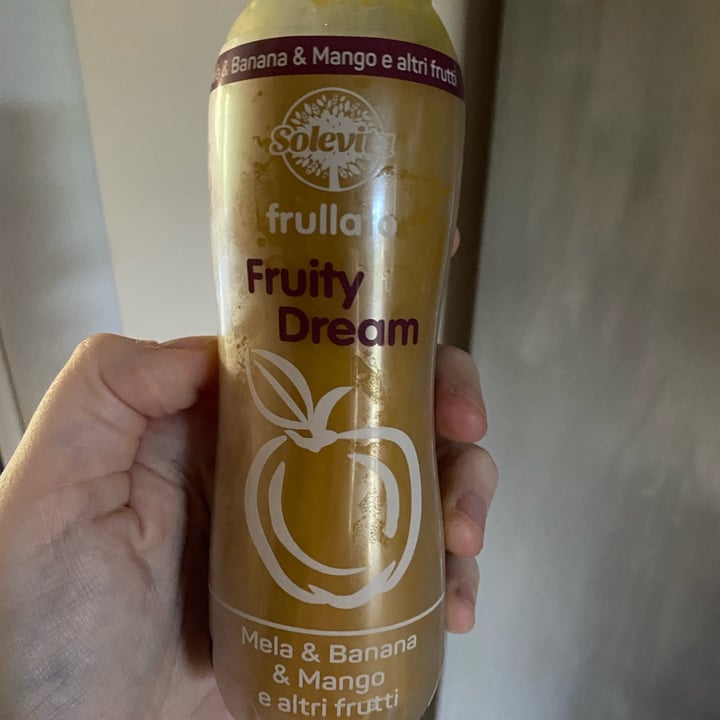 & Banana & Mango e altri frutti
Solevita
frullato
Fruity
Dream
Mela & Banana
& Mango
e altri frutti